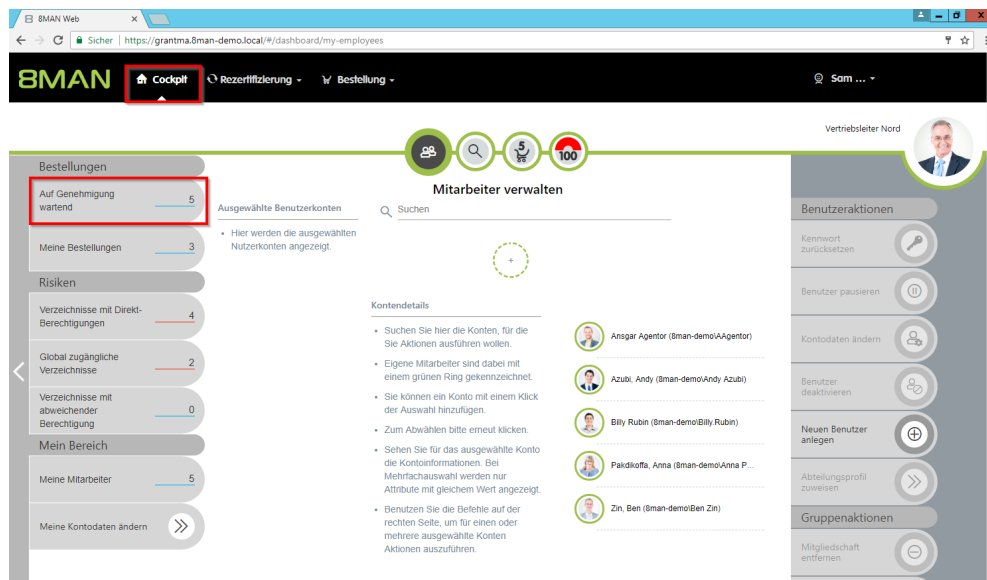 8MAN Web
Sicher | https://grantma.8man-demo.local/#/dashboard/my-employees
8MAN
Cockpit
Rezertifizierung
Bestellung
Sam ...
Vertriebsleiter Nord
5
100
Bestellungen
Auf Genehmigung
wartend
5
Meine Bestellungen
3
Risiken
Verzeichnisse mit Direkt-
Berechtigungen
4
Global zugängliche
Verzeichnisse
2
Verzeichnisse mit
abweichender
Berechtigung
0
Mein Bereich
Meine Mitarbeiter
5
Meine Kontodaten ändern
Mitarbeiter verwalten
Ausgewählte Benutzerkonten
• Hier werden die ausgewählten
Nutzerkonten angezeigt.
Suchen
+
Kontendetails
• Suchen Sie hier die Konten, für die
Sie Aktionen ausführen wollen.
• Eigene Mitarbeiter sind dabei mit
einem grünen Ring gekennzeichnet.
• Sie können ein Konto mit einem Klick
der Auswahl hinzufügen.
• Zum Abwählen bitte erneut klicken.
• Sehen Sie für das ausgewählte Konto
die Kontoinformationen. Bei
Mehrfachauswahl werden nur
Attribute mit gleichem Wert angezeigt.
• Benutzen Sie die Befehle auf der
rechten Seite, um für einen oder
mehrere ausgewählte Konten
Aktionen auszuführen.
Ansgar Agentor (8man-demo\AAgentor)
Azubi, Andy (8man-demo\Andy Azubi)
Billy Rubin (8man-demo\Billy.Rubin)
Pakdikoffa, Anna (8man-demo\Anna P...
Zin, Ben (8man-demo\Ben Zin)
Benutzeraktionen
Kennwort
zurücksetzen
Benutzer pausieren
Kontodaten ändern
Benutzer
deaktivieren
Neuen Benutzer
anlegen
Abteilungsprofil
zuweisen
Gruppenaktionen
Mitgliedschaft
entfernen